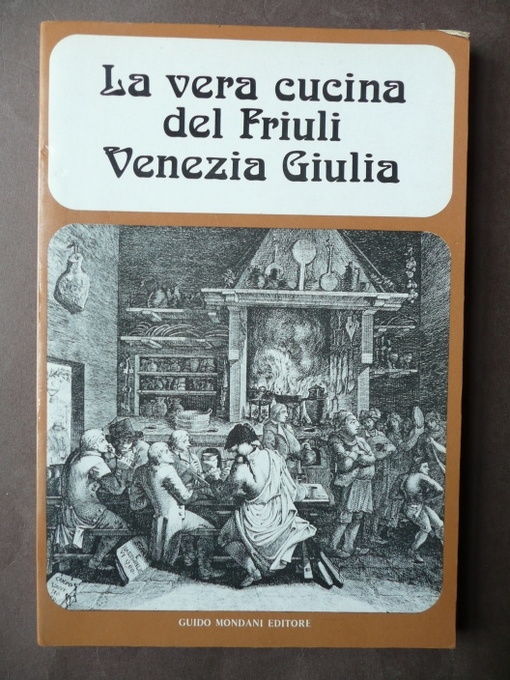 La vera cucina
del Friuli
Venezia Giulia
GUIDO MONDANI EDITORE